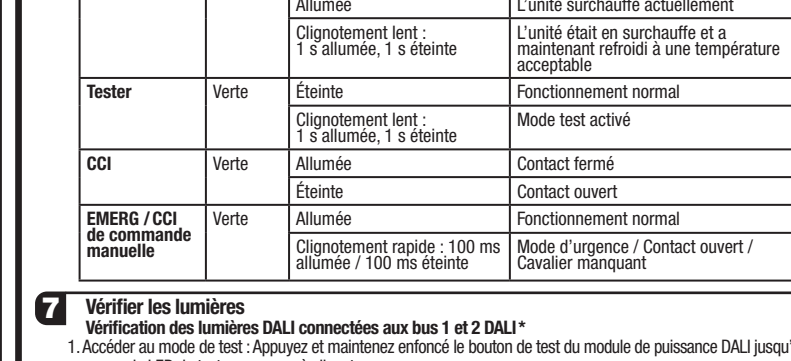 Allumée L'unité surchauffe actuellement
Clignotement lent : L'unité était en surchauffe et a
1 s allumée, 1 s éteinte maintenant refroidi à une température
acceptable
Tester Verte Éteinte Fonctionnement normal
Clignotement lent : Mode test activé
1 s allumée, 1 s éteinte
CCI Verte Allumée Contact fermé
Éteinte Contact ouvert
EMERG / CCI Verte Allumée Fonctionnement normal
de commande
manuelle Clignotement rapide : 100 ms Mode d'urgence / Contact ouvert /
allumée / 100 ms éteinte Cavalier manquant
7 Vérifier les lumières
Vérification des lumières DALI connectées aux bus 1 et 2 DALI*
1. Accéder au mode de test : Appuyez et maintenez enfoncé le bouton de test du module de puissance DALI jusqu'